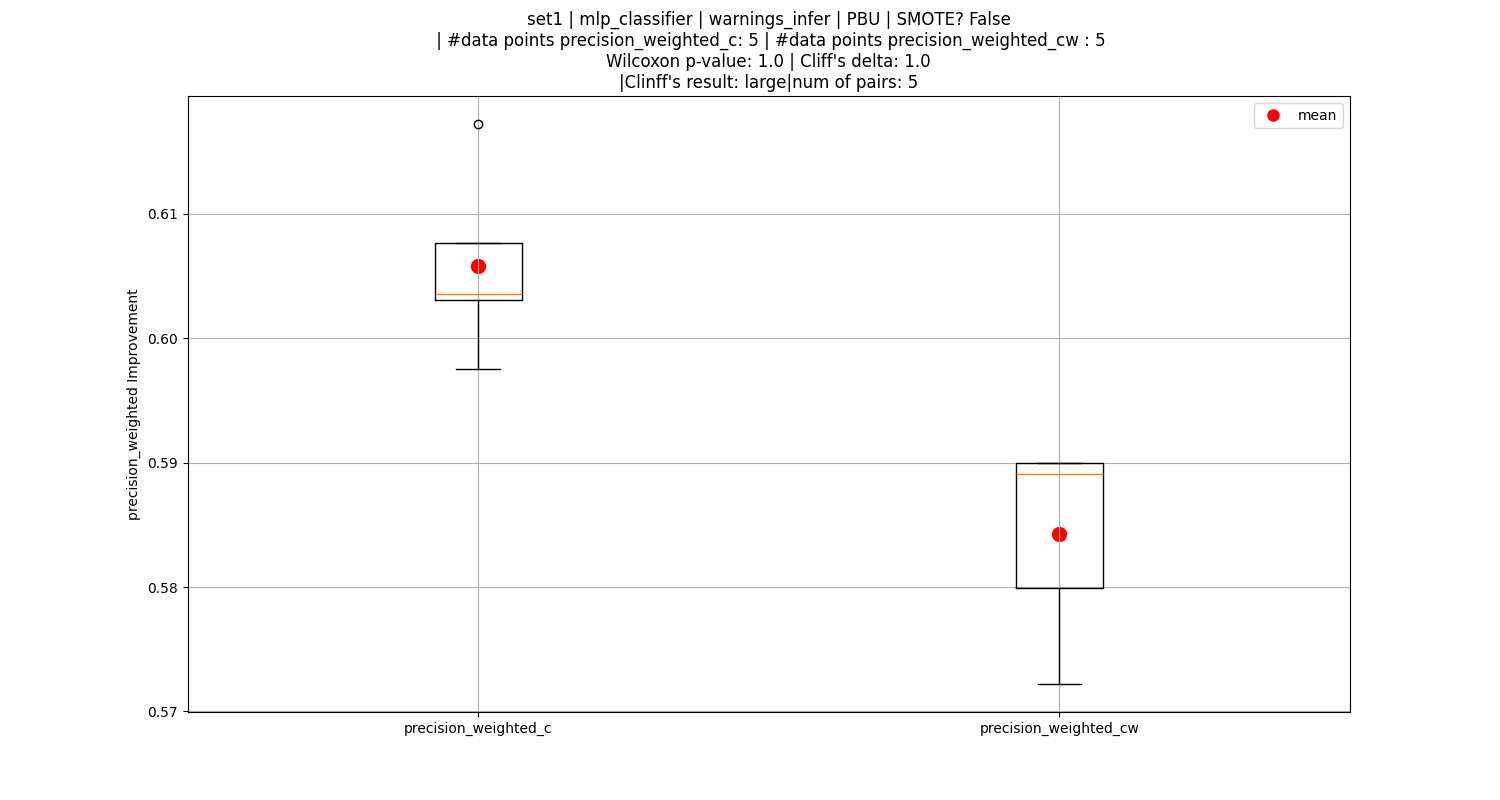 set1 | mlp_classifier | warnings_infer | PBU | SMOTE? False
| #data points precision_weighted_c: 5 | #data points precision_weighted_cw : 5
Wilcoxon p-value: 1.0 | Cliff's delta: 1.0
|Clinff's result: large|num of pairs: 5
mean
0.61
0.60
0.59
0.58
0.57
precision_weighted Improvement
precision_weighted_c
precision_weighted_cw